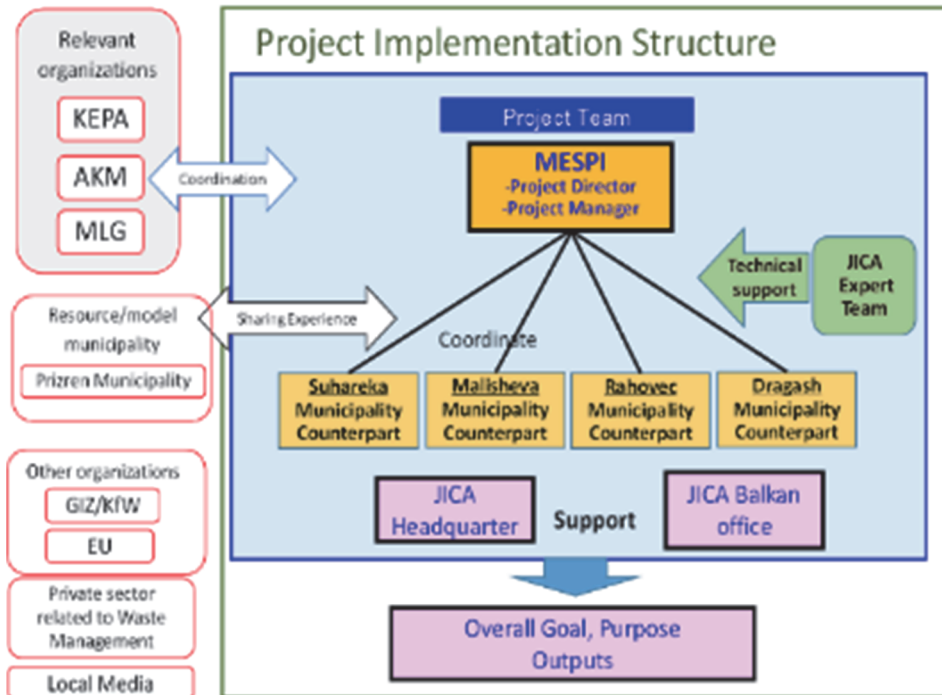 Relevant
organizations
KEPA
AKM
MLG
Coordination
Resource/model
municipality
Prizren Municipality
Sharing Experience
Other organizations
GIZ/KfW
EU
Private sector
related to Waste
Management
Local Media
Project Implementation Structure
Project Team
MESPI
-Project Director
-Project Manager
Technical
support
JICA
Expert
Team
Coordinate
Suhareka
Municipality
Counterpart
Malisheva
Municipality
Counterpart
Rahovec
Municipality
Counterpart
Dragash
Municipality
Counterpart
JICA
Headquarter
Support
JICA Balkan
office
Overall Goal, Purpose
Outputs